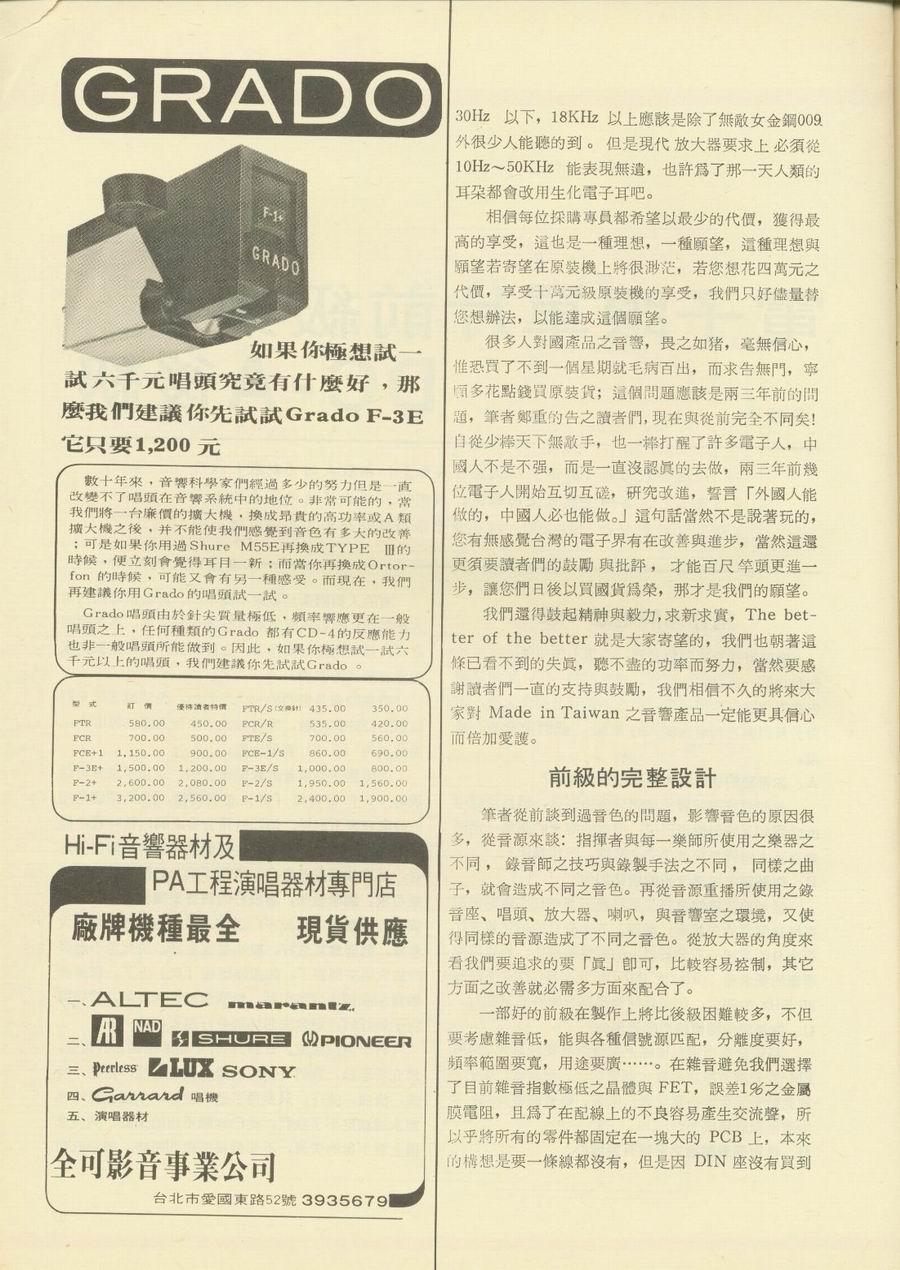 GRADO
F-1+
GRADO
如果你極想試一
試六千元唱頭究竟有什麼好，那
麼我們建議你先試試Grado F-3E
它只要1,200 元
數十年來，音響科學家們經過多少的努力但是一直
改變不了唱頭在音響系統中的地位。非常可能的，當
我們將一台廉價的擴大機，換成昂貴的高功率或A類
擴大機之後，并不能使我們感覺到音色有多大的改善
；可是如果你用過Shure M55E再換成TYPE Ⅲ的
時候，便立刻會覺得耳目一新；而當你再換成Ortor-
fon 的時候，可能又會有另一種感受。而現在，我們
再建議你用Grado的唱頭試一試。
Grado唱頭由於針尖質量極低，頻率響應更在一般
唱頭之上，任何種類的Grado 都有CD-4的反應能力
也非一般唱頭所能做到。因此，如果你極想試一試六
千元以上的唱頭，我們建議你先試試Grado 。
型 式 訂 價 優待讀者特價 FTR/S(交換針) 435.00 350.00
FTR 580.00 450.00 FCR/R 535.00 420.00
FCR 700.00 500.00 FTE/S 700.00 560.00
FCE+1 1,150.00 900.00 FCE-1/S 860.00 690.00
F-3E+ 1,500.00 1,200.00 F-3E/S 1,000.00 800.00
F-2+ 2,600.00 2,080.00 F-2/S 1,950.00 1,560.00
F-1+ 3,200.00 2,560.00 F-1/S 2,400.00 1,900.00
Hi-Fi音響器材及
PA工程演唱器材專門店
廠牌機種最全 現貨供應
一、ALTEC marantz.
二、AR NAD SHURE PIONEER
三、Peerless LUX SONY
四、Garrard 唱機
五、演唱器材
全可影音事業公司
台北市愛國東路52號 3935679
30Hz 以下，18KHz 以上應該是除了無敵女金鋼009
外很少人能聽的到。但是現代放大器要求上必須從
10Hz～50KHz 能表現無遺，也許爲了那一天人類的
耳朶都會改用生化電子耳吧。
相信每位採購專員都希望以最少的代價，獲得最
高的享受，這也是一種理想，一種願望，這種理想與
願望若寄望在原裝機上將很渺茫，若您想花四萬元之
代價，享受十萬元級原裝機的享受，我們只好儘量替
您想辦法，以能達成這個願望。
很多人對國產品之音響，畏之如猪，毫無信心，
惟恐買了不到一個星期就毛病百出，而求告無門，寧
願多花點錢買原裝貨；這個問題應該是兩三年前的問
題，筆者鄭重的告之讀者們，現在與從前完全不同矣！
自從少棒天下無敵手，也一棒打醒了許多電子人，中
國人不是不强，而是一直沒認眞的去做，兩三年前幾
位電子人開始互切互磋，硏究改進，誓言「外國人能
做的，中國人必也能做。」這句話當然不是說著玩的，
您有無感覺台灣的電子界有在改善與進步，當然這還
更須要讀者們的鼓勵與批評，才能百尺竿頭更進一
步，讓您們日後以買國貨爲榮，那才是我們的願望。
我們還得鼓起精神與毅力，求新求實，The bet-
ter of the better 就是大家寄望的，我們也朝著這
條已看不到的失眞，聽不盡的功率而努力，當然要感
謝讀者們一直的支持與鼓勵，我們相信不久的將來大
家對 Made in Taiwan 之音響產品一定能更具信心
而倍加愛護。
前級的完整設計
筆者從前談到過音色的問題，影響音色的原因很
多，從音源來談：指揮者與每一樂師所使用之樂器之
不同，錄音師之技巧與錄製手法之不同，同樣之曲
子，就會造成不同之音色。再從音源重播所使用之錄
音座、唱頭、放大器、喇叭，與音響室之環境，又使
得同樣的音源造成了不同之音色。從放大器的角度來
看我們要追求的要「眞」卽可，比較容易控制，其它
方面之改善就必需多方面來配合了。
一部好的前級在製作上將比後級困難較多，不但
要考慮雜音低，能與各種信號源匹配，分離度要好，
頻率範圍要寬，用途要廣……。在雜音避免我們選擇
了目前雜音指數極低之晶體與 FET，誤差1%之金屬
膜電阻，且爲了在配線上的不良容易產生交流聲，所
以乎將所有的零件都固定在一塊大的 PCB 上，本來
的構想是要一條線都沒有，但是因 DIN 座沒有買到